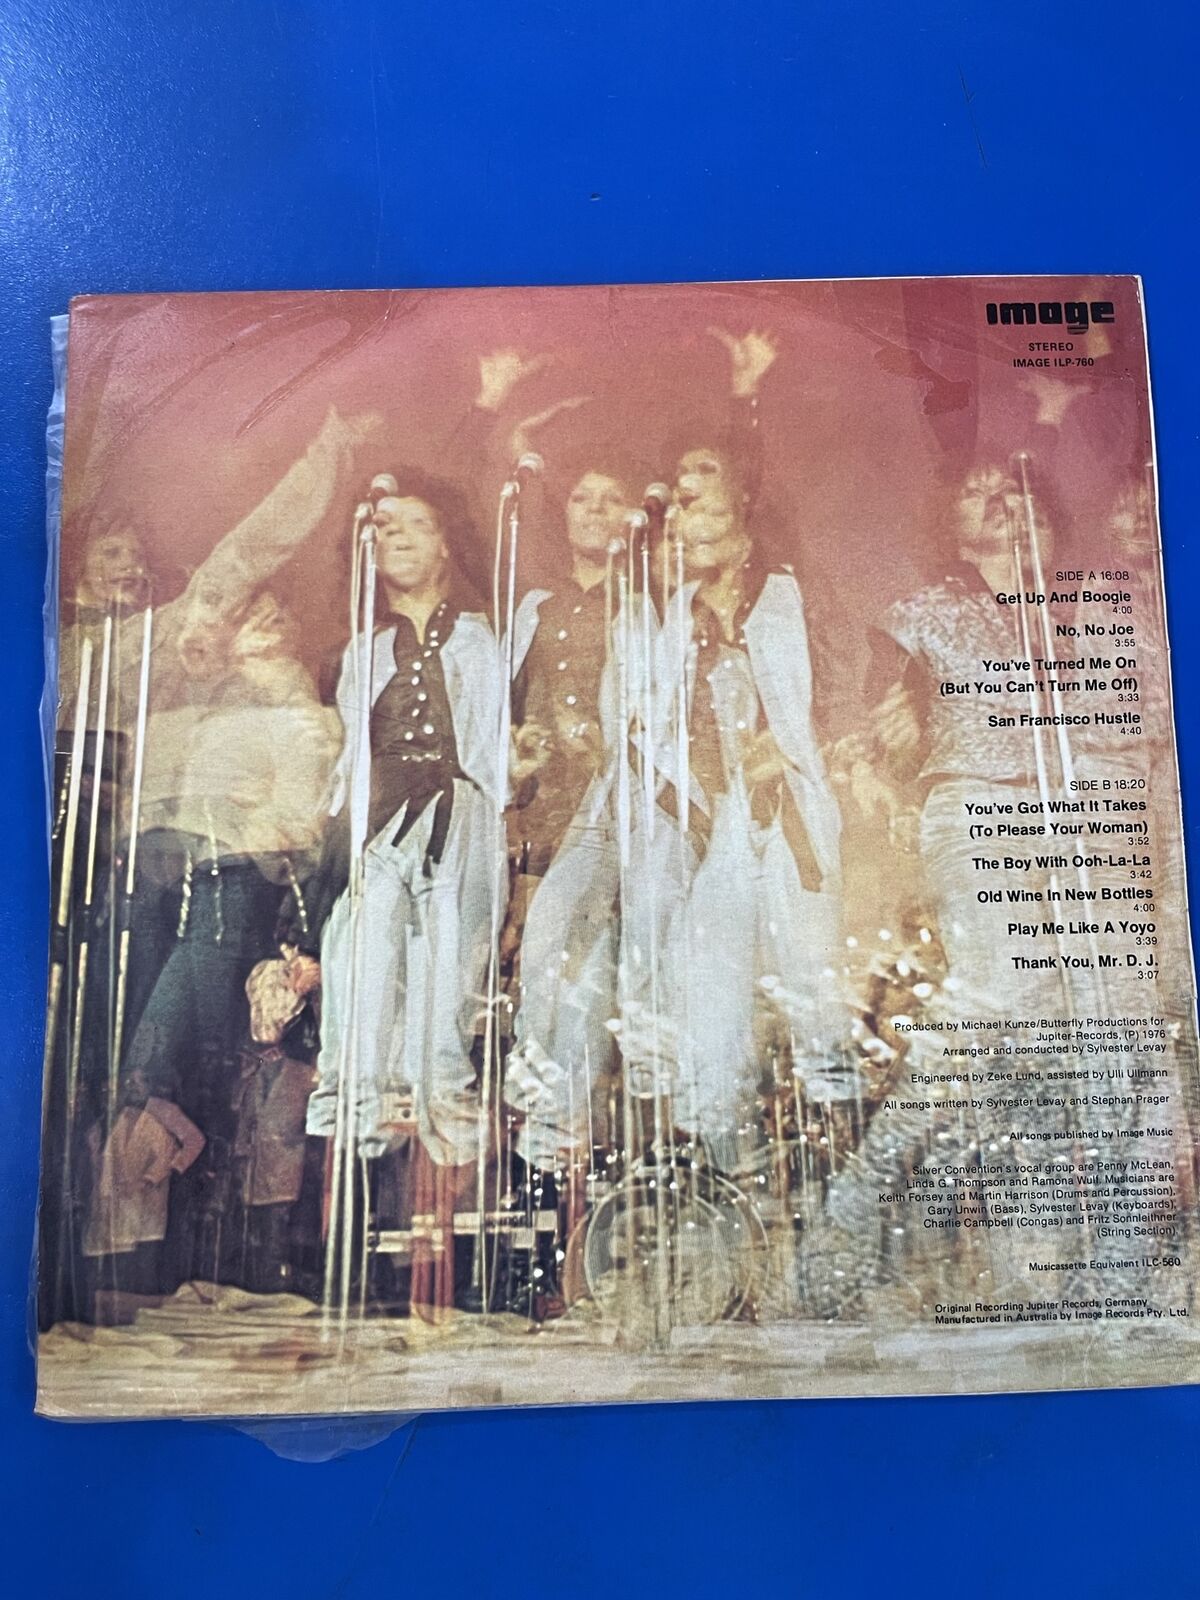 image
STEREO
IMAGE ILP-760
SIDE A 16:08
Get Up And Boogie
4:00
No, No Joe
3:55
You've Turned Me On
(But You Can't Turn Me Off)
3:33
San Francisco Hustle
4:40
SIDE B 18:20
You've Got What It Takes
(To Please Your Woman)
3:52
The Boy With Ooh-La-La
3:42
Old Wine In New Bottles
4:00
Play Me Like A Yoyo
3:39
Thank You, Mr. D. J.
3:07
Produced by Michael Kunze/Butterfly Productions for
Jupiter-Records, (P) 1976
Arranged and conducted by Sylvester Levay
Engineered by Zeke Lund, assisted by Ulli Ullmann
All songs written by Sylvester Levay and Stephan Prager
All songs published by Image Music
Silver Convention's vocal group are Penny McLean,
Linda G. Thompson and Ramona Wulf. Musicians are
Keith Forsey and Martin Harrison (Drums and Percussion),
Gary Unwin (Bass), Sylvester Levay (Keyboards),
Charlie Campbell (Congas) and Fritz Sonnleithner
(String Section).
Musicassette Equivalent ILC-560
Original Recording Jupiter Records, Germany
Manufactured in Australia by Image Records Pty. Ltd.